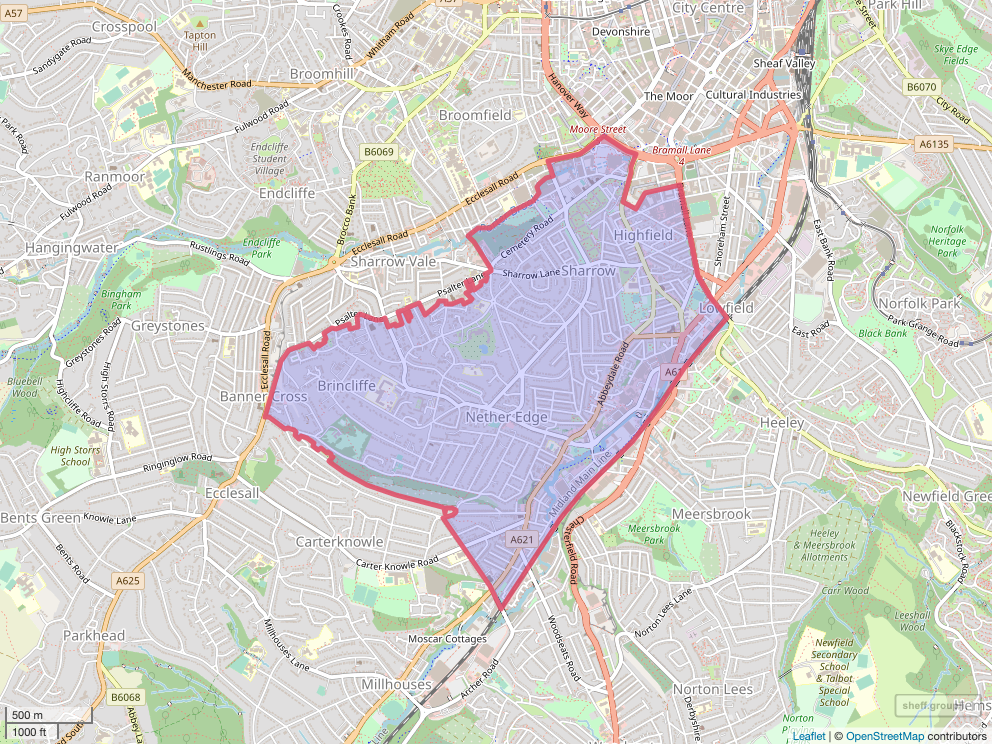 A57
Crosspool
Sandygate Road
Tapton
Hill
Crookes Road
Whitham Road
A57
Devonshire
City Centre
Park Hill
Sheaf Valley
Skye Edge
Fields
B6070
City Road
Manchester Road
Broomhill
Fulwood Road
Hanover Way
The Moor
Cultural Industries
Broomfield
Moore Street
Bramall Lane
4
A6135
Park Road
Endcliffe
Student
Village
B6069
Ranmoor
Endcliffe
Fulwood Road
Brocco Bank
Ecclesall Road
Shoreham Street
East Bank Road
Norfolk
Heritage
Park
Hangingwater
Rustlings Road
Endcliffe
Park
Ecclesall Road
Cemetery Road
Highfield
Sharrow Vale
Sharrow Lane
Sharrow
Bingham
Park
Psalter Lane
Psalter
Lowfield
Norfolk Park
Greystones
Greystones Road
East Road
Black Bank
Park Grange Road
Ecclesall Road
Abbeydale Road
A61
Bluebell
Wood
High Storrs Road
Highcliffe Road
Brincliffe
Banner Cross
Nether Edge
Heeley
High Storrs
School
Ringinglow Road
Midland Main Line
Ecclesall
Newfield Gree
Bents Green
Knowle Lane
Meersbrook
Carterknowle
Carter Knowle Road
A621
Chesterfield Road
Meersbrook
Park
Heeley
& Meersbrook
Allotments
Blackstock Road
Bents Road
A625
Carr Wood
Norton Lees Lane
Leeshall
Wood
Parkhead
Millhouses Lane
Moscar Cottages
Woodseats Road
Newfield
Secondary
School
& Talbot
Special
School
Archer Road
Millhouses
Norton Lees
B6068
Abbey La
Derbyshire
sheff.group
Hems
500 m
1000 ft
Line
Norton
Leaflet | © OpenStreetMap contributors